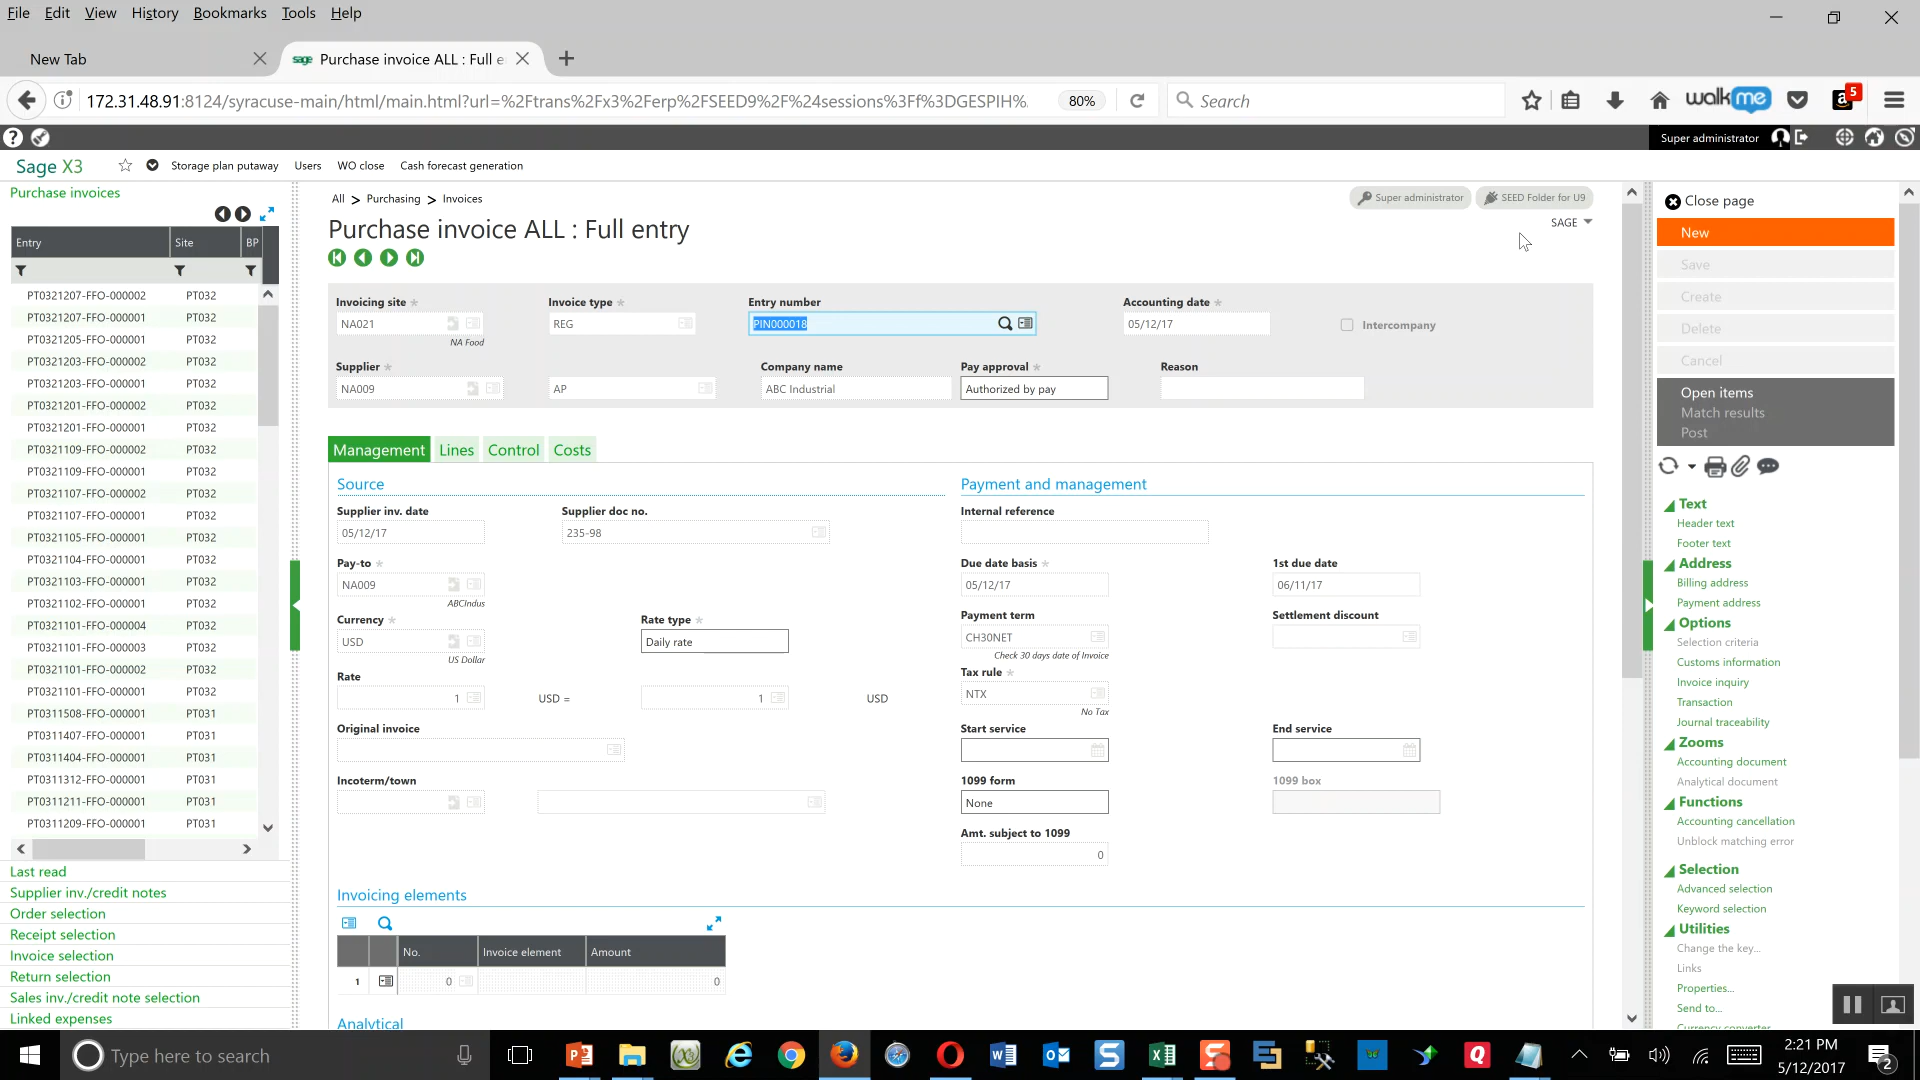 File Edit View History Bookmarks Tools Help
New Tab
sage Purchase invoice ALL : Full e
172.31.48.91:8124/syracuse-main/html/main.html?url=%2Ftrans%2Fx3%2Ferp%2FSEED9%2F%24sessions%3Ff%3DGESPIH%.
80%
Search
walkme
a 5
Super administrator
Sage X3
Storage plan putaway Users WO close Cash forecast generation
Purchase invoices
Entry Site BP
PT0321207-FFO-000002 PT032
PT0321207-FFO-000001 PT032
PT0321205-FFO-000001 PT032
PT0321203-FFO-000002 PT032
PT0321203-FFO-000001 PT032
PT0321201-FFO-000002 PT032
PT0321201-FFO-000001 PT032
PT0321109-FFO-000002 PT032
PT0321109-FFO-000001 PT032
PT0321107-FFO-000002 PT032
PT0321107-FFO-000001 PT032
PT0321105-FFO-000001 PT032
PT0321104-FFO-000001 PT032
PT0321103-FFO-000001 PT032
PT0321102-FFO-000001 PT032
PT0321101-FFO-000004 PT032
PT0321101-FFO-000003 PT032
PT0321101-FFO-000002 PT032
PT0321101-FFO-000001 PT032
PT0311508-FFO-000001 PT031
PT0311407-FFO-000001 PT031
PT0311404-FFO-000001 PT031
PT0311312-FFO-000001 PT031
PT0311211-FFO-000001 PT031
PT0311209-FFO-000001 PT031
Last read
Supplier inv./credit notes
Order selection
Receipt selection
Invoice selection
Return selection
Sales inv./credit note selection
Linked expenses
All > Purchasing > Invoices
Super administrator
SEED Folder for U9
SAGE
Purchase invoice ALL : Full entry
Invoicing site * Invoice type * Entry number Accounting date *
NA021 REG PIN000018 05/12/17 Intercompany
NA Food
Supplier * Company name Pay approval * Reason
NA009 AP ABC Industrial Authorized by pay
Management Lines Control Costs
Source
Supplier inv. date Supplier doc no.
05/12/17 235-98
Pay-to *
NA009
ABCIndus
Currency * Rate type *
USD Daily rate
US Dollar
Rate
1 USD = 1 USD
Original invoice
Incoterm/town
Payment and management
Internal reference
Due date basis * 1st due date
05/12/17 06/11/17
Payment term Settlement discount
CH30NET
Check 30 days date of Invoice
Tax rule *
NTX
No Tax
Start service End service
1099 form 1099 box
None
Amt. subject to 1099
0
Invoicing elements
No. Invoice element Amount
1 0 0
Analytical
Close page
New
Save
Create
Delete
Cancel
Open items
Match results
Post
Text
Header text
Footer text
Address
Billing address
Payment address
Options
Selection criteria
Customs information
Invoice inquiry
Transaction
Journal traceability
Zooms
Accounting document
Analytical document
Functions
Accounting cancellation
Unblock matching error
Selection
Advanced selection
Keyword selection
Utilities
Change the key...
Links
Properties...
Send to...
Currency converter
Type here to search
2:21 PM
5/12/2017
2